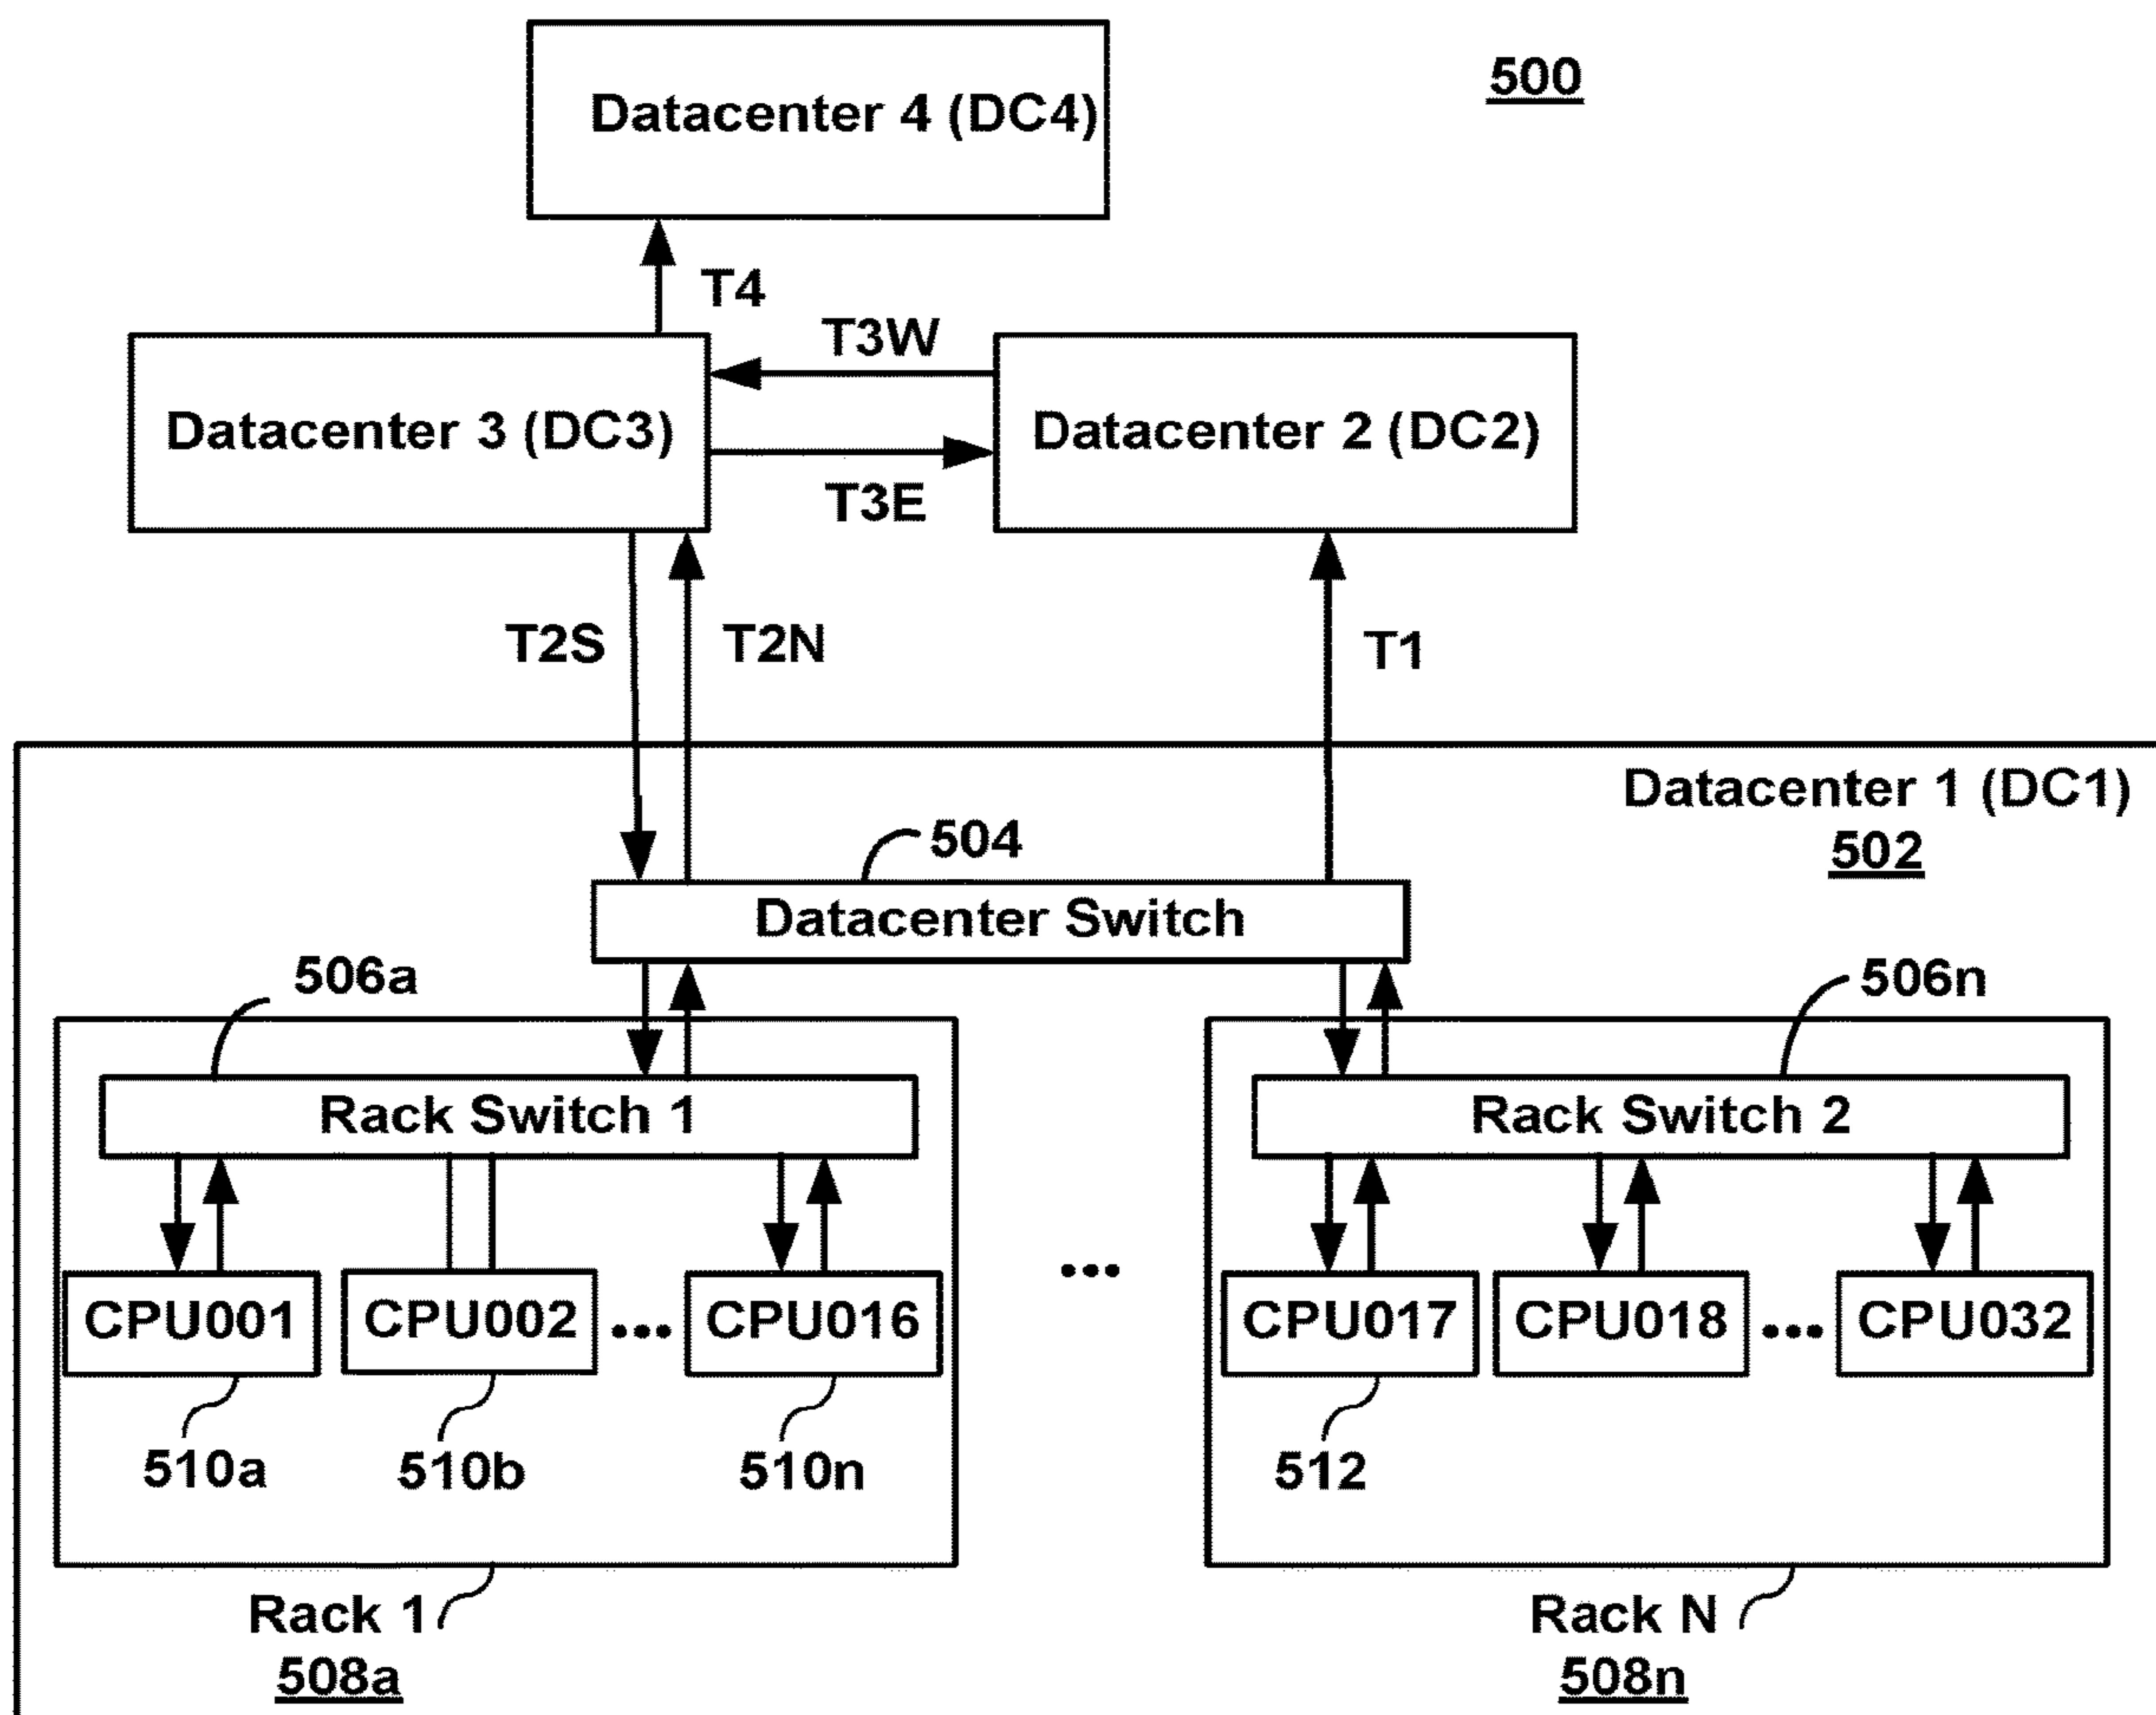 500
Datacenter 4 (DC4)
T4
T3W
Datacenter 3 (DC3)
Datacenter 2 (DC2)
T3E
T2S
T2N
T1
Datacenter 1 (DC1)
502
504
Datacenter Switch
506a
506n
Rack Switch 1
Rack Switch 2
...
CPU001
CPU002
...
CPU016
CPU017
CPU018
...
CPU032
510a
510b
510n
512
Rack 1
508a
Rack N
508n